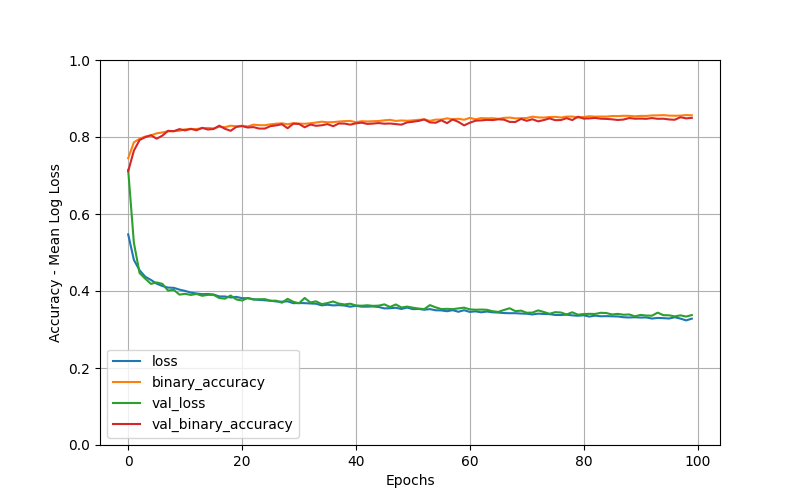 1.0
0.8
0.6
0.4
0.2
0.0
Accuracy - Mean Log Loss
loss
binary_accuracy
val_loss
val_binary_accuracy
0 20 40 60 80 100
Epochs